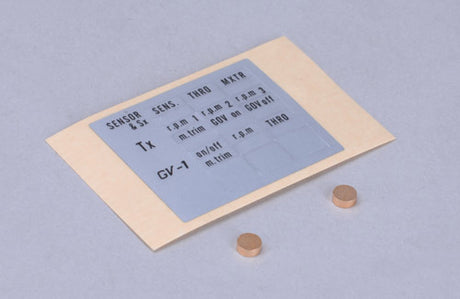 SENSOR & Sx SENS. THRO MXTR
Tx r.p.m 1 r.p.m 2 r.p.m 3
m.trim GOV on GOV off
GV-1 on/off r.p.m THRO
m.trim